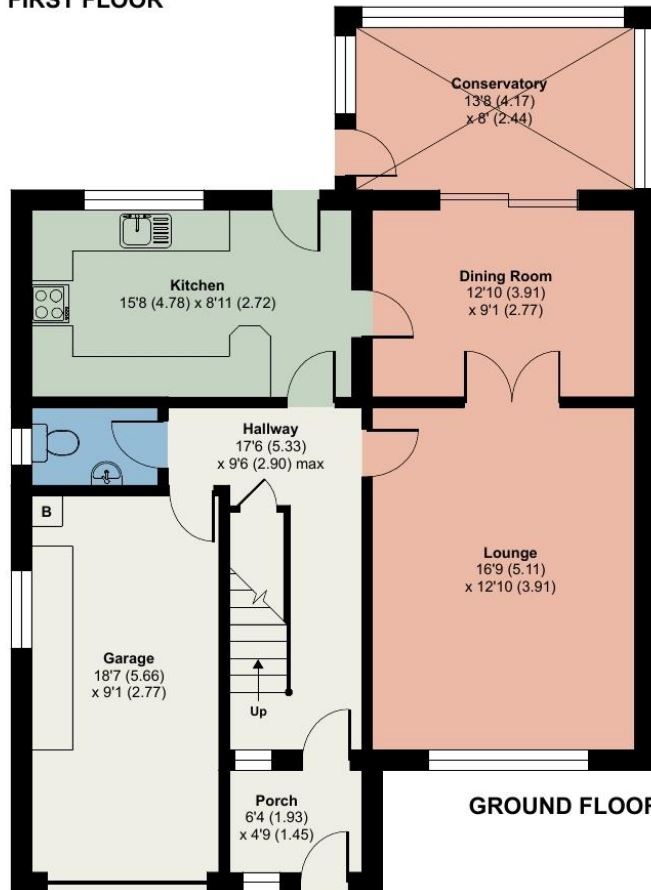 FIRST FLOOR
Conservatory
13'8 (4.17)
x 8' (2.44)
Kitchen
15'8 (4.78) x 8'11 (2.72)
Dining Room
12'10 (3.91)
x 9'1 (2.77)
Hallway
17'6 (5.33)
x 9'6 (2.90) max
B
Lounge
16'9 (5.11)
x 12'10 (3.91)
Garage
18'7 (5.66)
x 9'1 (2.77)
Up
Porch
6'4 (1.93)
x 4'9 (1.45)
GROUND FLOOR